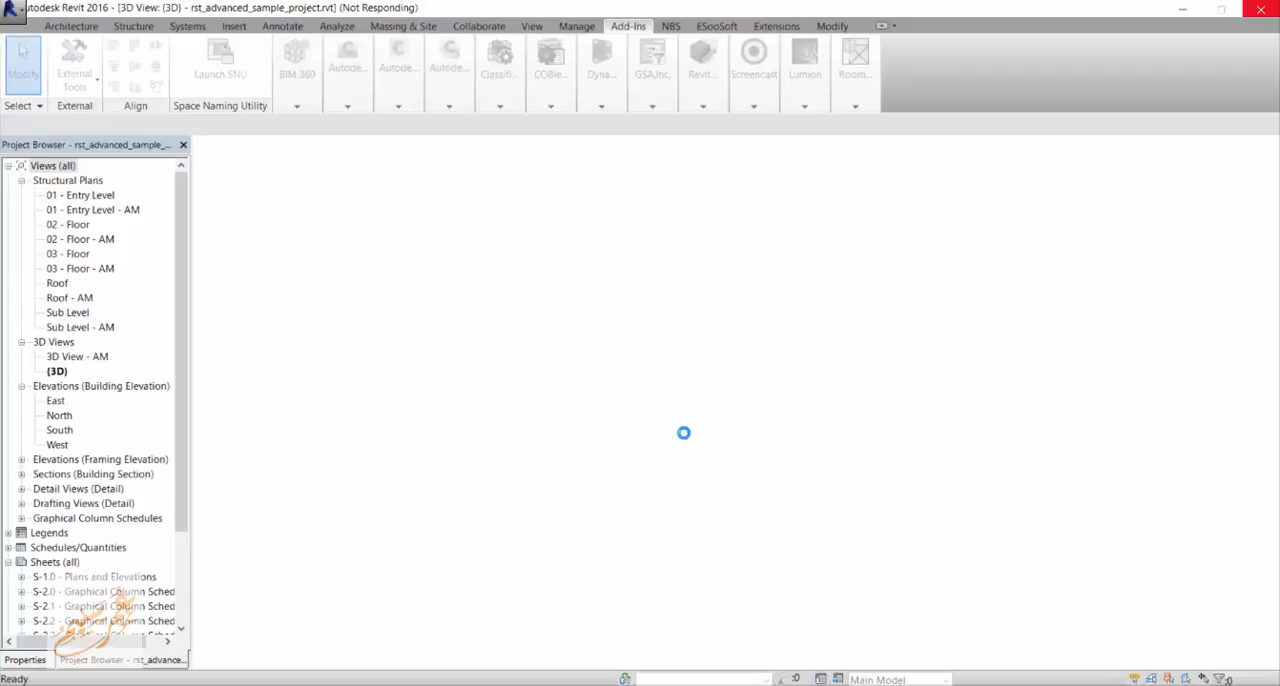 utodesk Revit 2016 - [3D View: {3D} - rst_advanced_sample_project.rvt] (Not Responding)
Architecture Structure Systems Insert Annotate Analyze Massing & Site Collaborate View Manage Add-Ins NBS ESooSoft Extensions Modify
Modify External Tools Launch SNU BIM 360 Autode... Autode... Autode... Classifi... COBie... Dyna... GSA,Inc. Revit... Screencast Lumion Room...
Select External Align Space Naming Utility
Project Browser - rst_advanced_sample_...
Views (all)
Structural Plans
01 - Entry Level
01 - Entry Level - AM
02 - Floor
02 - Floor - AM
03 - Floor
03 - Floor - AM
Roof
Roof - AM
Sub Level
Sub Level - AM
3D Views
3D View - AM
{3D}
Elevations (Building Elevation)
East
North
South
West
Elevations (Framing Elevation)
Sections (Building Section)
Detail Views (Detail)
Drafting Views (Detail)
Graphical Column Schedules
Legends
Schedules/Quantities
Sheets (all)
S-1.0 - Plans and Elevations
S-2.0 - Graphical Column Sched
S-2.1 - Graphical Column Sched
S-2.2 - Graphical Column Sched
Properties Project Browser - rst_advance...
Ready :0 Main Model :0